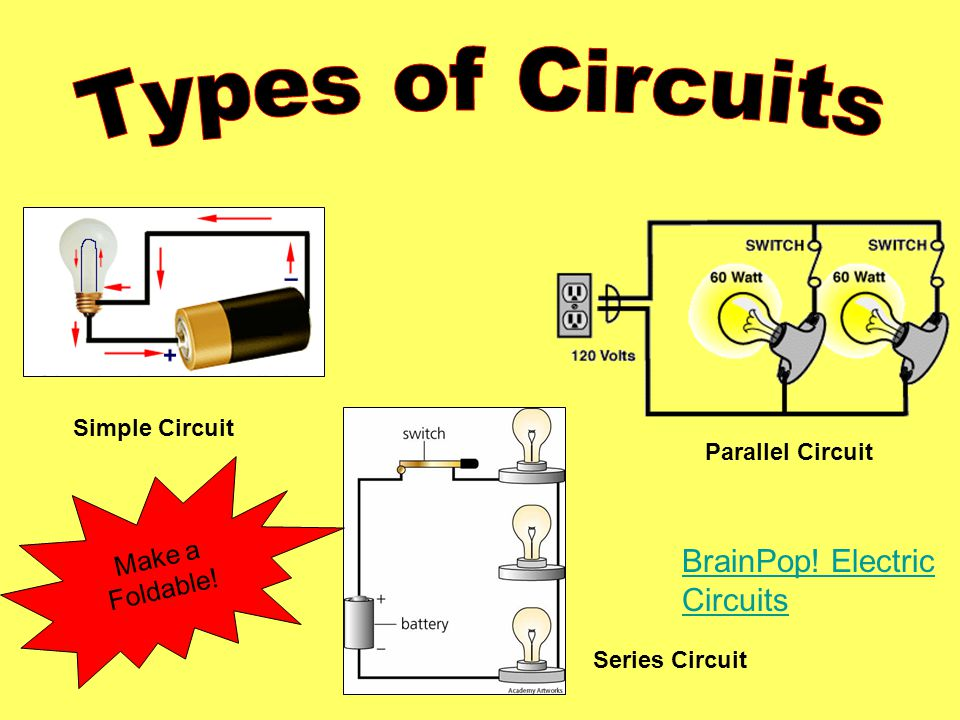 Types of Circuits
–
+
Simple Circuit
SWITCH
SWITCH
60 Watt
60 Watt
120 Volts
Parallel Circuit
switch
+
battery
–
Academy Artworks
Series Circuit
Make a
Foldable!
BrainPop! Electric
Circuits